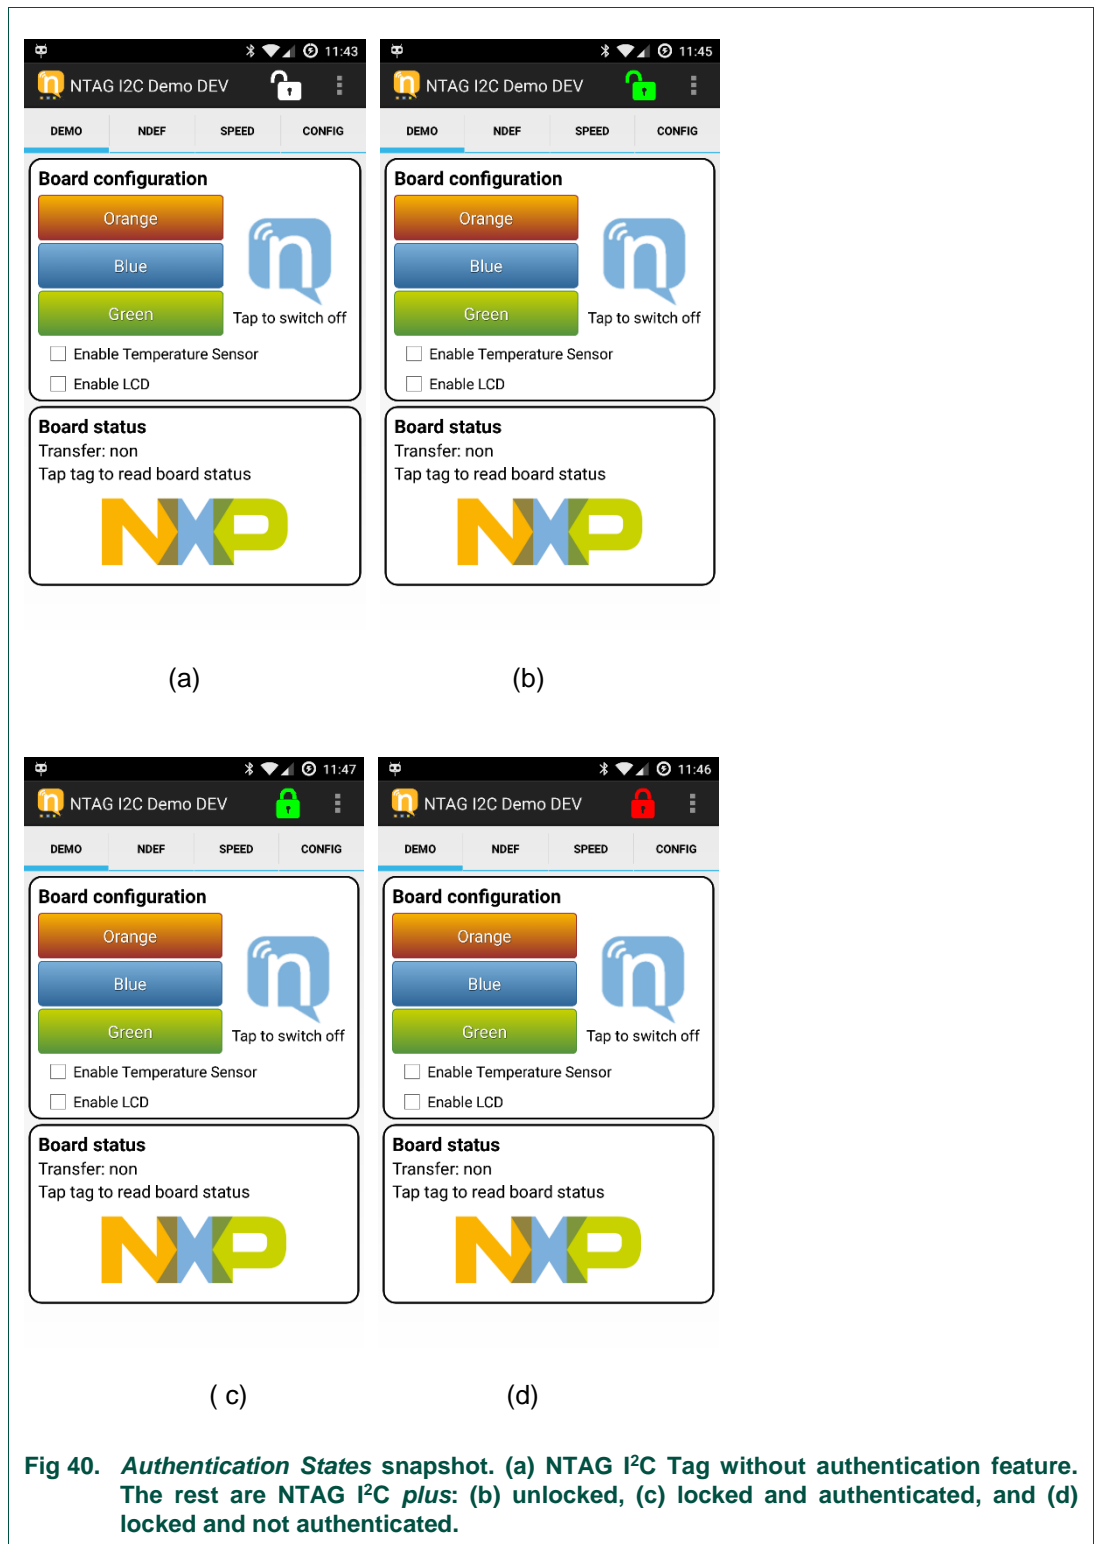 11:43
NTAG I2C Demo DEV
DEMO NDEF SPEED CONFIG
Board configuration
Orange
Blue
Green
Tap to switch off
Enable Temperature Sensor
Enable LCD
Board status
Transfer: non
Tap tag to read board status
NXP
(a)
11:45
NTAG I2C Demo DEV
DEMO NDEF SPEED CONFIG
Board configuration
Orange
Blue
Green
Tap to switch off
Enable Temperature Sensor
Enable LCD
Board status
Transfer: non
Tap tag to read board status
NXP
(b)
11:47
NTAG I2C Demo DEV
DEMO NDEF SPEED CONFIG
Board configuration
Orange
Blue
Green
Tap to switch off
Enable Temperature Sensor
Enable LCD
Board status
Transfer: non
Tap tag to read board status
NXP
( c)
11:46
NTAG I2C Demo DEV
DEMO NDEF SPEED CONFIG
Board configuration
Orange
Blue
Green
Tap to switch off
Enable Temperature Sensor
Enable LCD
Board status
Transfer: non
Tap tag to read board status
NXP
(d)
Fig 40. Authentication States snapshot. (a) NTAG I²C Tag without authentication feature.
The rest are NTAG I²C plus: (b) unlocked, (c) locked and authenticated, and (d)
locked and not authenticated.